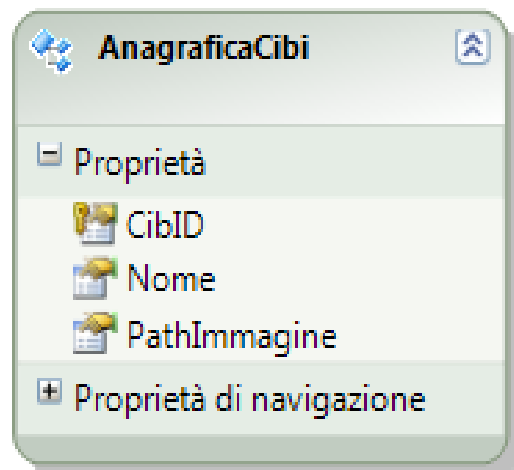 AnagraficaCibi
Proprietà
CibID
Nome
PathImmagine
Proprietà di navigazione